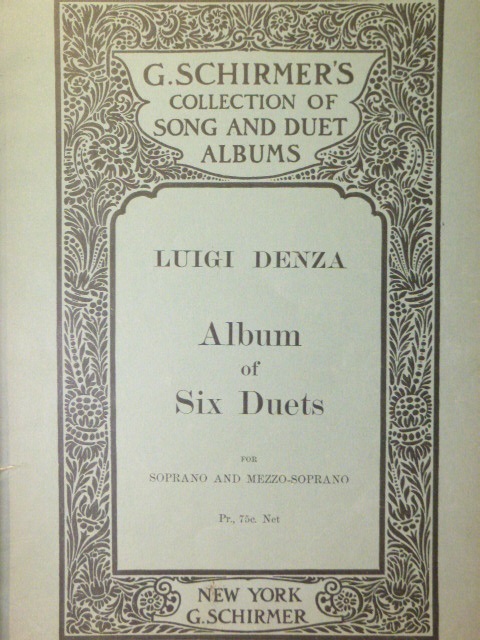 G. SCHIRMER'S
COLLECTION OF
SONG AND DUET
ALBUMS
LUIGI DENZA
Album
of
Six Duets
FOR
SOPRANO AND MEZZO-SOPRANO
Pr., 75c. Net
NEW YORK
G. SCHIRMER